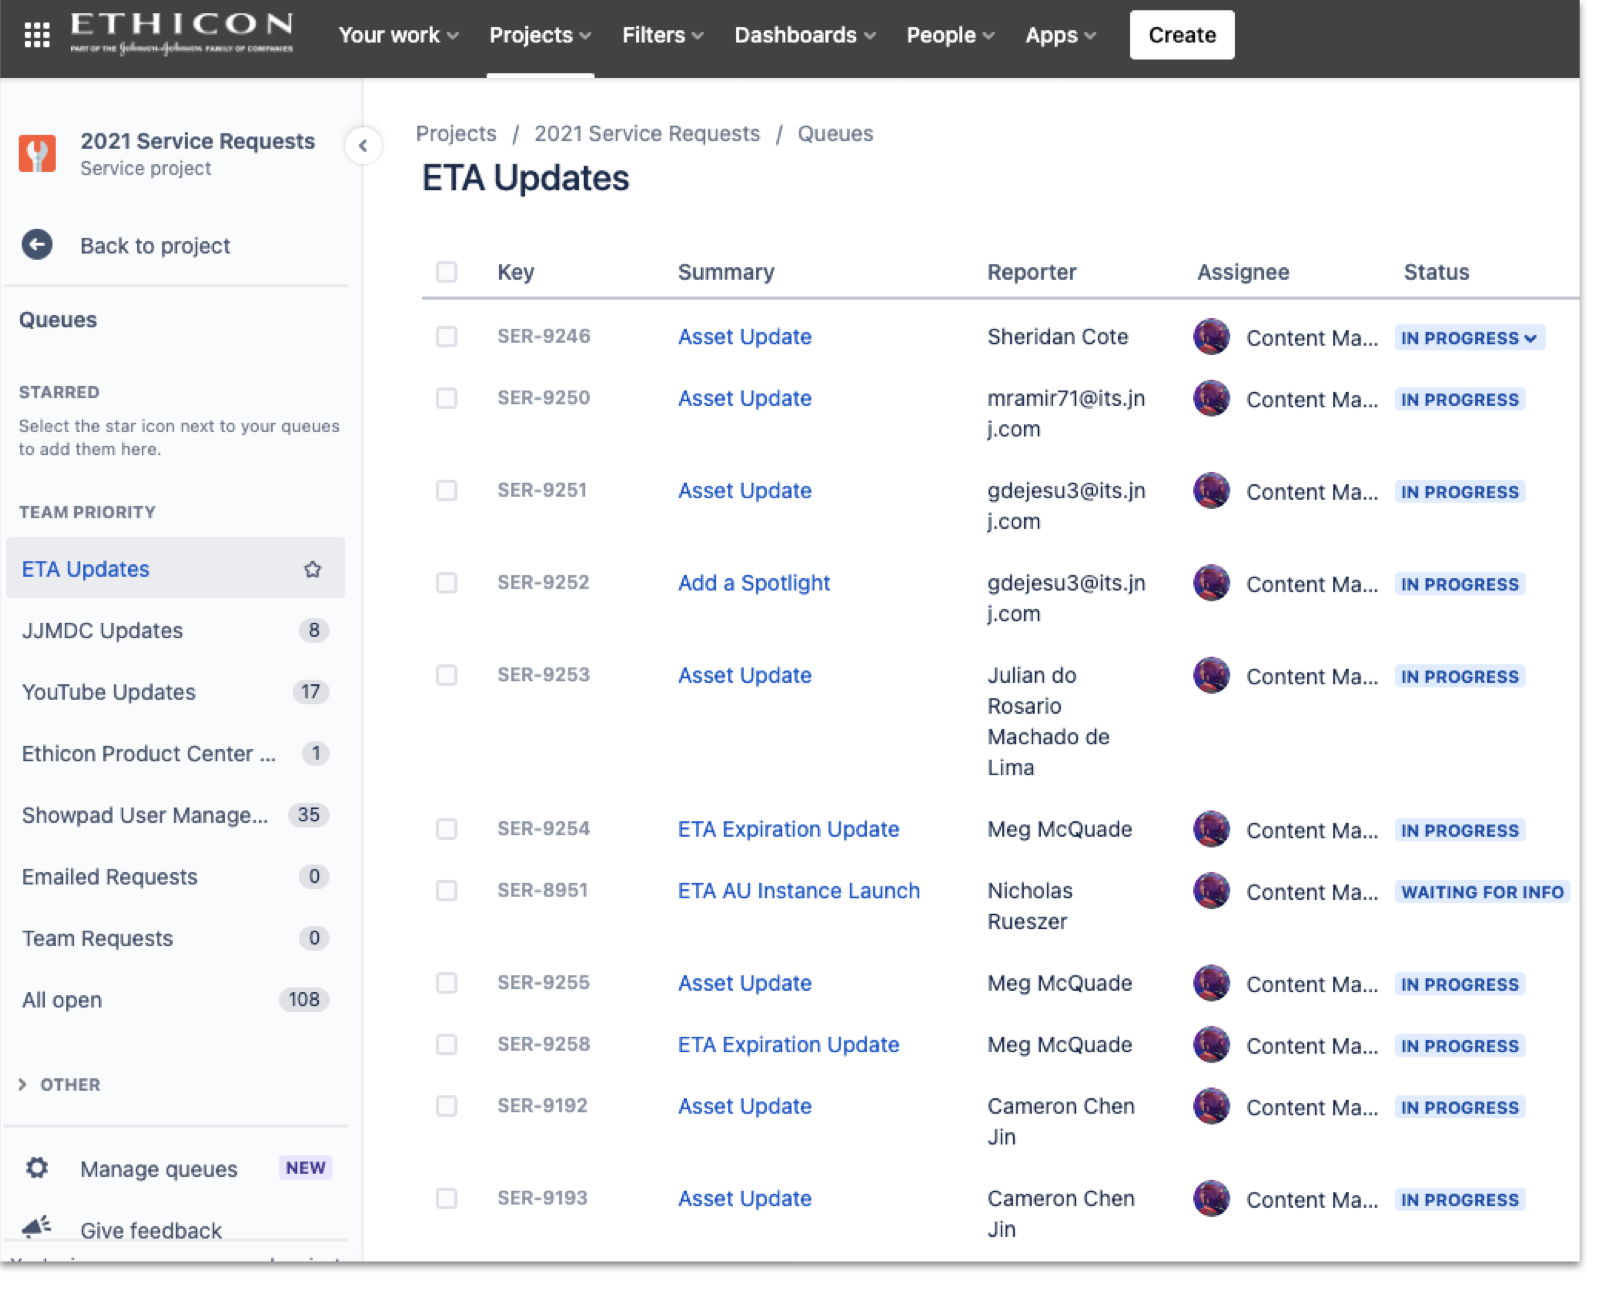 ETHICON
PART OF THE Johnson & Johnson FAMILY OF COMPANIES
Your work
Projects
Filters
Dashboards
People
Apps
Create
2021 Service Requests
Service project
Back to project
Queues
STARRED
Select the star icon next to your queues
to add them here.
TEAM PRIORITY
ETA Updates
JJMDC Updates 8
YouTube Updates 17
Ethicon Product Center ... 1
Showpad User Manage... 35
Emailed Requests 0
Team Requests 0
All open 108
OTHER
Manage queues NEW
Give feedback
Projects / 2021 Service Requests / Queues
ETA Updates
Key Summary Reporter Assignee Status
SER-9246 Asset Update Sheridan Cote Content Ma... IN PROGRESS
SER-9250 Asset Update mramir71@its.jn Content Ma... IN PROGRESS
j.com
SER-9251 Asset Update gdejesu3@its.jn Content Ma... IN PROGRESS
j.com
SER-9252 Add a Spotlight gdejesu3@its.jn Content Ma... IN PROGRESS
j.com
SER-9253 Asset Update Julian do Content Ma... IN PROGRESS
Rosario
Machado de
Lima
SER-9254 ETA Expiration Update Meg McQuade Content Ma... IN PROGRESS
SER-8951 ETA AU Instance Launch Nicholas Content Ma... WAITING FOR INFO
Rueszer
SER-9255 Asset Update Meg McQuade Content Ma... IN PROGRESS
SER-9258 ETA Expiration Update Meg McQuade Content Ma... IN PROGRESS
SER-9192 Asset Update Cameron Chen Content Ma... IN PROGRESS
Jin
SER-9193 Asset Update Cameron Chen Content Ma... IN PROGRESS
Jin